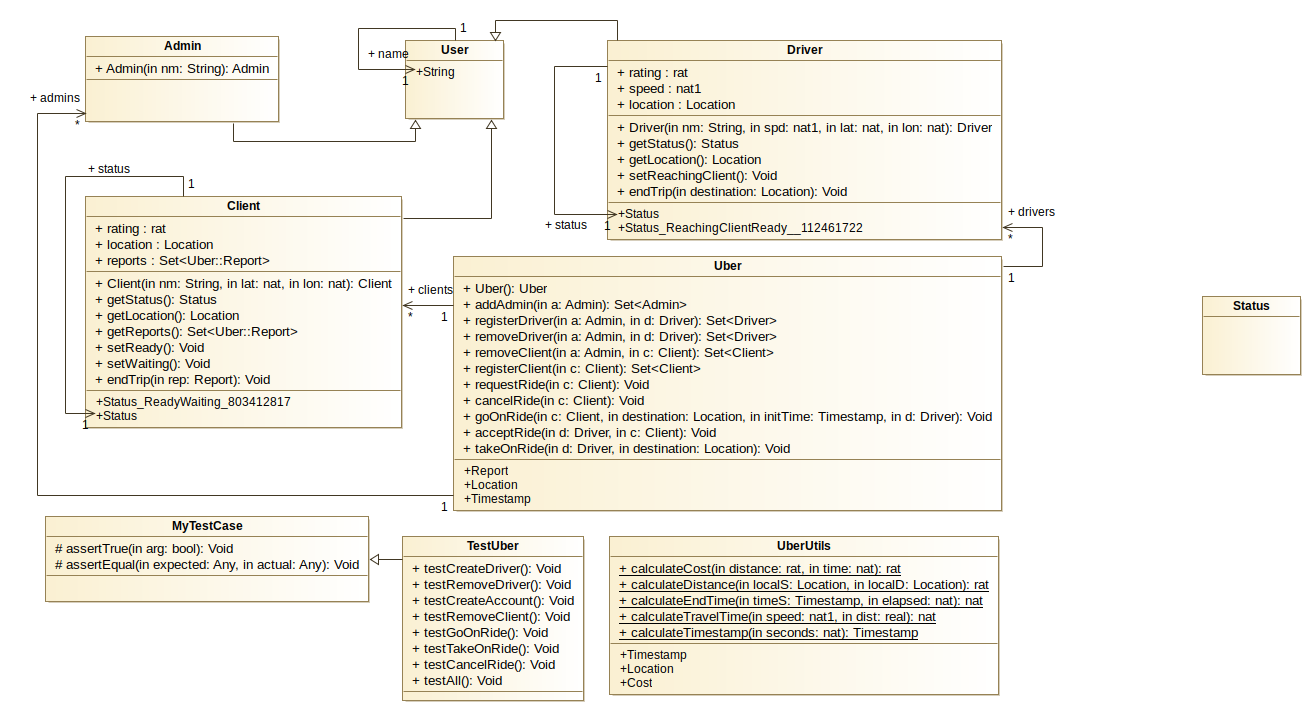 Admin
+ Admin(in nm: String): Admin
+ admins
*
1
+ name
1
User
+String
Driver
+ rating : rat
+ speed : nat1
+ location : Location
+ Driver(in nm: String, in spd: nat1, in lat: nat, in lon: nat): Driver
+ getStatus(): Status
+ getLocation(): Location
+ setReachingClient(): Void
+ endTrip(in destination: Location): Void
+Status
+Status_ReachingClientReady__112461722
1
+ status
1
+ drivers
*
1
+ status
1
Client
+ rating : rat
+ location : Location
+ reports : Set<Uber::Report>
+ Client(in nm: String, in lat: nat, in lon: nat): Client
+ getStatus(): Status
+ getLocation(): Location
+ getReports(): Set<Uber::Report>
+ setReady(): Void
+ setWaiting(): Void
+ endTrip(in rep: Report): Void
+Status_ReadyWaiting_803412817
+Status
1
+ clients
*
1
Uber
+ Uber(): Uber
+ addAdmin(in a: Admin): Set<Admin>
+ registerDriver(in a: Admin, in d: Driver): Set<Driver>
+ removeDriver(in a: Admin, in d: Driver): Set<Driver>
+ removeClient(in a: Admin, in c: Client): Set<Client>
+ registerClient(in c: Client): Set<Client>
+ requestRide(in c: Client): Void
+ cancelRide(in c: Client): Void
+ goOnRide(in c: Client, in destination: Location, in initTime: Timestamp, in d: Driver): Void
+ acceptRide(in d: Driver, in c: Client): Void
+ takeOnRide(in d: Driver, in destination: Location): Void
+Report
+Location
+Timestamp
1
Status
MyTestCase
# assertTrue(in arg: bool): Void
# assertEqual(in expected: Any, in actual: Any): Void
TestUber
+ testCreateDriver(): Void
+ testRemoveDriver(): Void
+ testCreateAccount(): Void
+ testRemoveClient(): Void
+ testGoOnRide(): Void
+ testTakeOnRide(): Void
+ testCancelRide(): Void
+ testAll(): Void
UberUtils
+ calculateCost(in distance: rat, in time: nat): rat
+ calculateDistance(in localS: Location, in localD: Location): rat
+ calculateEndTime(in timeS: Timestamp, in elapsed: nat): nat
+ calculateTravelTime(in speed: nat1, in dist: real): nat
+ calculateTimestamp(in seconds: nat): Timestamp
+Timestamp
+Location
+Cost